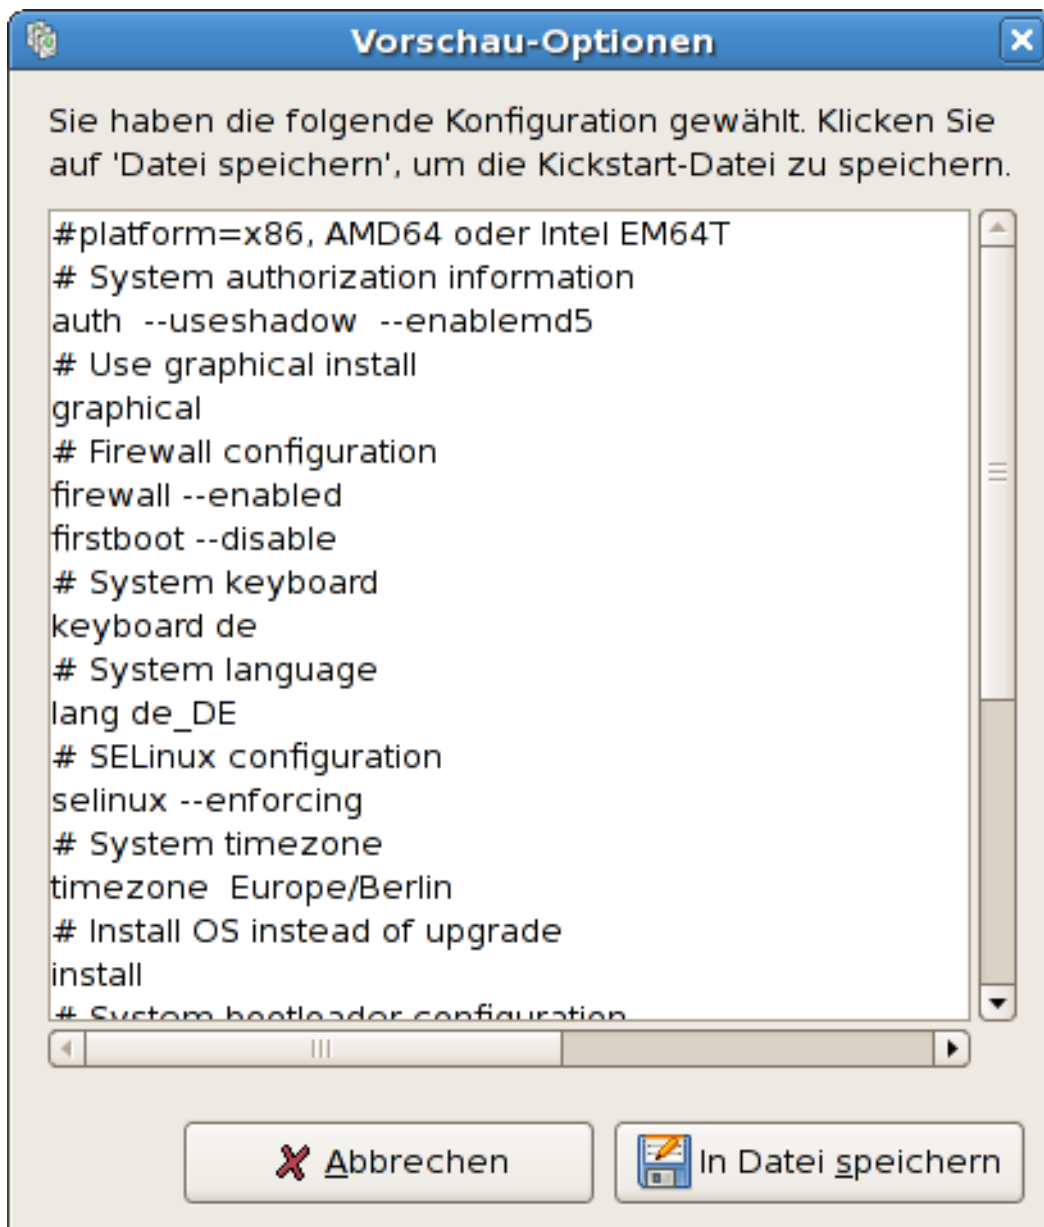 Vorschau-Optionen
Sie haben die folgende Konfiguration gewählt. Klicken Sie
auf 'Datei speichern', um die Kickstart-Datei zu speichern.
#platform=x86, AMD64 oder Intel EM64T
# System authorization information
auth  --useshadow  --enablemd5
# Use graphical install
graphical
# Firewall configuration
firewall --enabled
firstboot --disable
# System keyboard
keyboard de
# System language
lang de_DE
# SELinux configuration
selinux --enforcing
# System timezone
timezone  Europe/Berlin
# Install OS instead of upgrade
install
# System bootloader configuration
Abbrechen
In Datei speichern